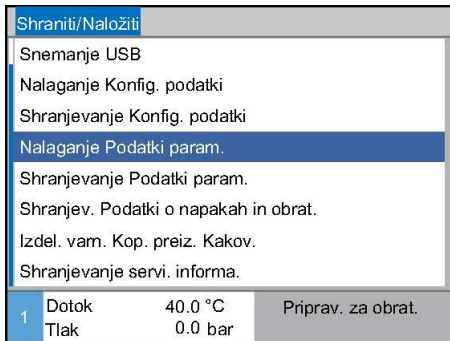 Shraniti/Naložiti
Snemanje USB
Nalaganje Konfig. podatki
Shranjevanje Konfig. podatki
Nalaganje Podatki param.
Shranjevanje Podatki param.
Shranjev. Podatki o napakah in obrat.
Izdel. varn. Kop. preiz. Kakov.
Shranjevanje servi. informa.
1 Dotok 40.0 °C Priprav. za obrat.
Tlak 0.0 bar